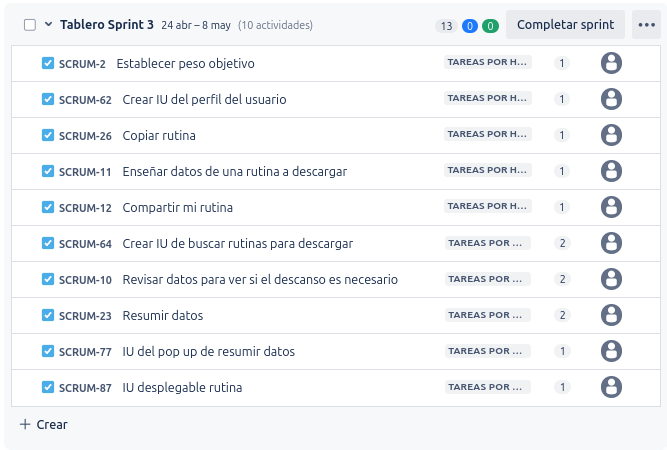 Tablero Sprint 3 24 abr – 8 may (10 actividades) 13 0 0 Completar sprint
SCRUM-2 Establecer peso objetivo TAREAS POR H... 1
SCRUM-62 Crear IU del perfil del usuario TAREAS POR H... 1
SCRUM-26 Copiar rutina TAREAS POR H... 1
SCRUM-11 Enseñar datos de una rutina a descargar TAREAS POR H... 1
SCRUM-12 Compartir mi rutina TAREAS POR H... 1
SCRUM-64 Crear IU de buscar rutinas para descargar TAREAS POR ... 2
SCRUM-10 Revisar datos para ver si el descanso es necesario TAREAS POR ... 2
SCRUM-23 Resumir datos TAREAS POR ... 2
SCRUM-77 IU del pop up de resumir datos TAREAS POR ... 1
SCRUM-87 IU desplegable rutina TAREAS POR ... 1
+ Crear